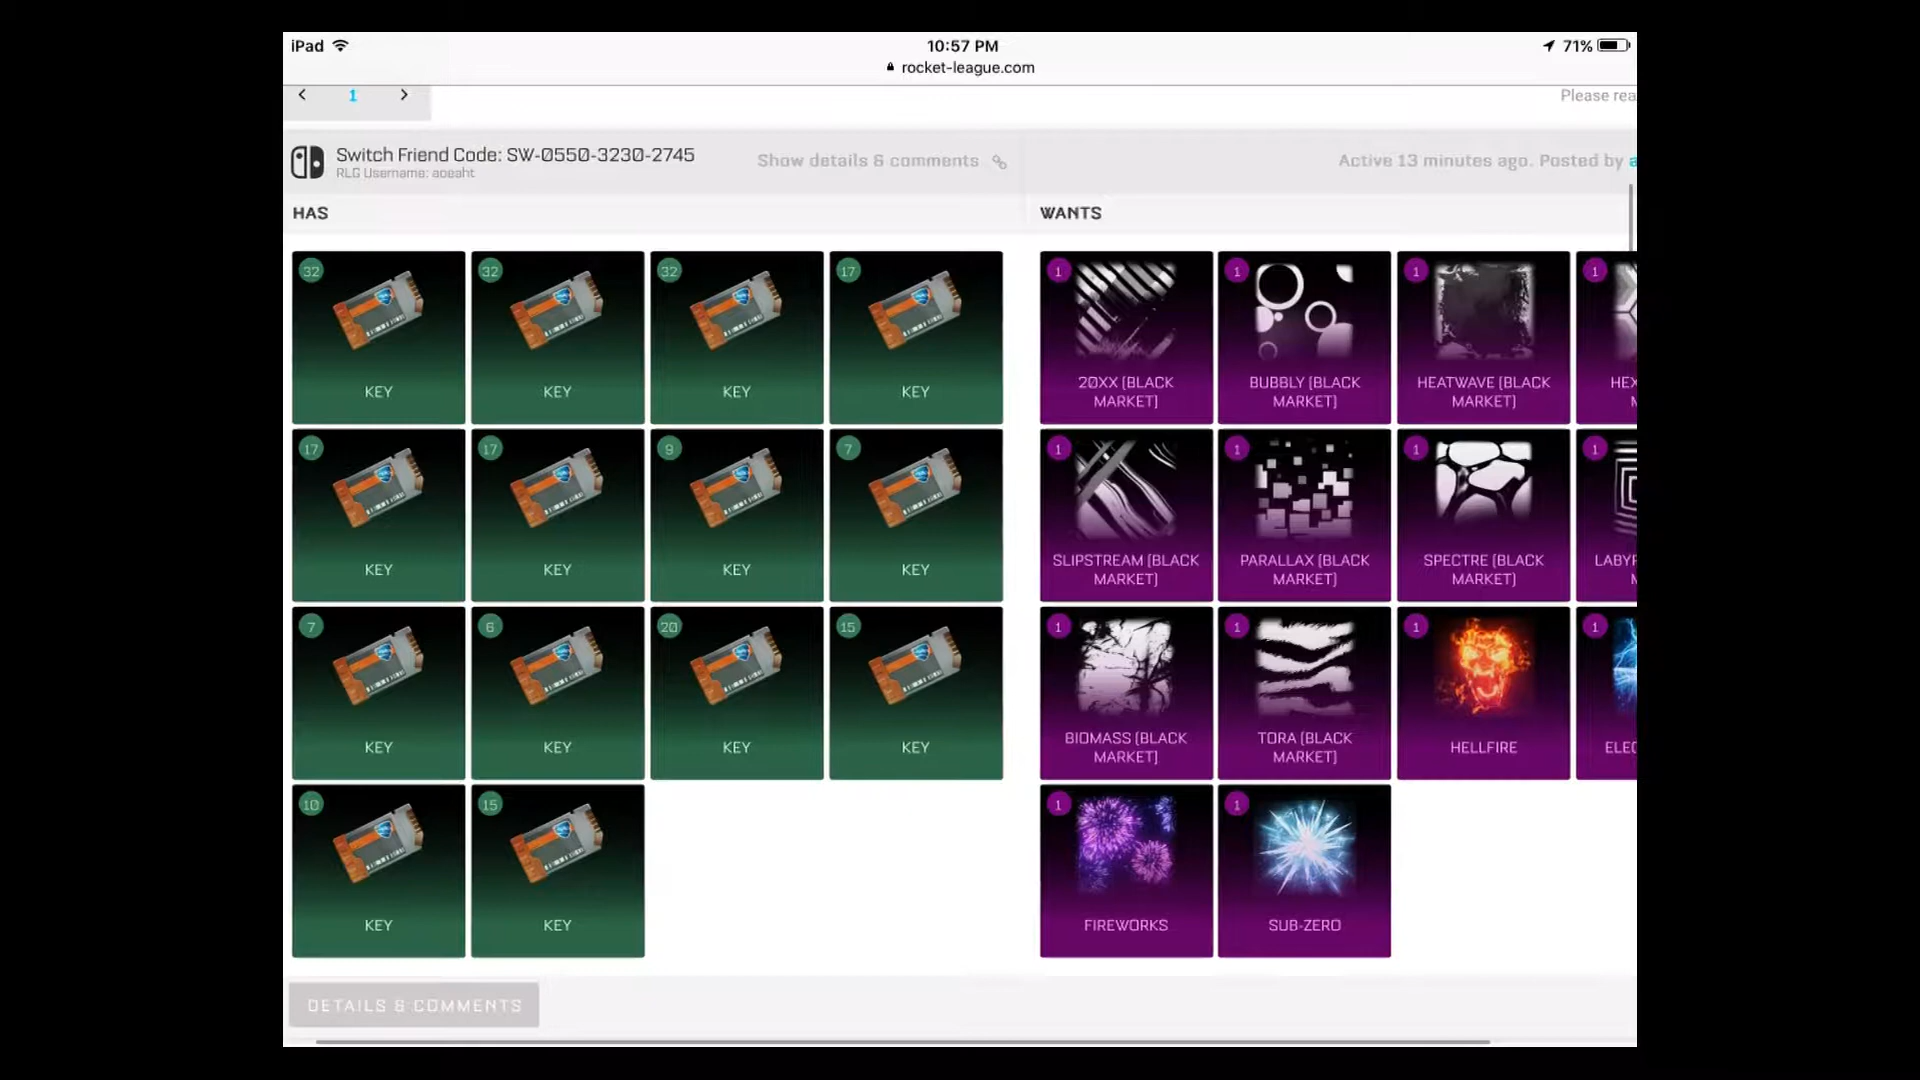 iPad
10:57 PM
71%
rocket-league.com
< 1 >
Please rea
Switch Friend Code: SW-0550-3230-2745
RLG Username: aoeaht
Show details & comments
Active 13 minutes ago. Posted by a
HAS
WANTS
32 32 32 17
KEY KEY KEY KEY
17 17 9 7
KEY KEY KEY KEY
7 6 20 15
KEY KEY KEY KEY
10 15
KEY KEY
1 1 1 1
20XX [BLACK
MARKET]
BUBBLY [BLACK
MARKET]
HEATWAVE [BLACK
MARKET]
HEX
M
1 1 1 1
SLIPSTREAM [BLACK
MARKET]
PARALLAX [BLACK
MARKET]
SPECTRE [BLACK
MARKET]
LABYR
M
1 1 1 1
BIOMASS [BLACK
MARKET]
TORA [BLACK
MARKET]
HELLFIRE
ELEC
1 1
FIREWORKS
SUB-ZERO
DETAILS & COMMENTS